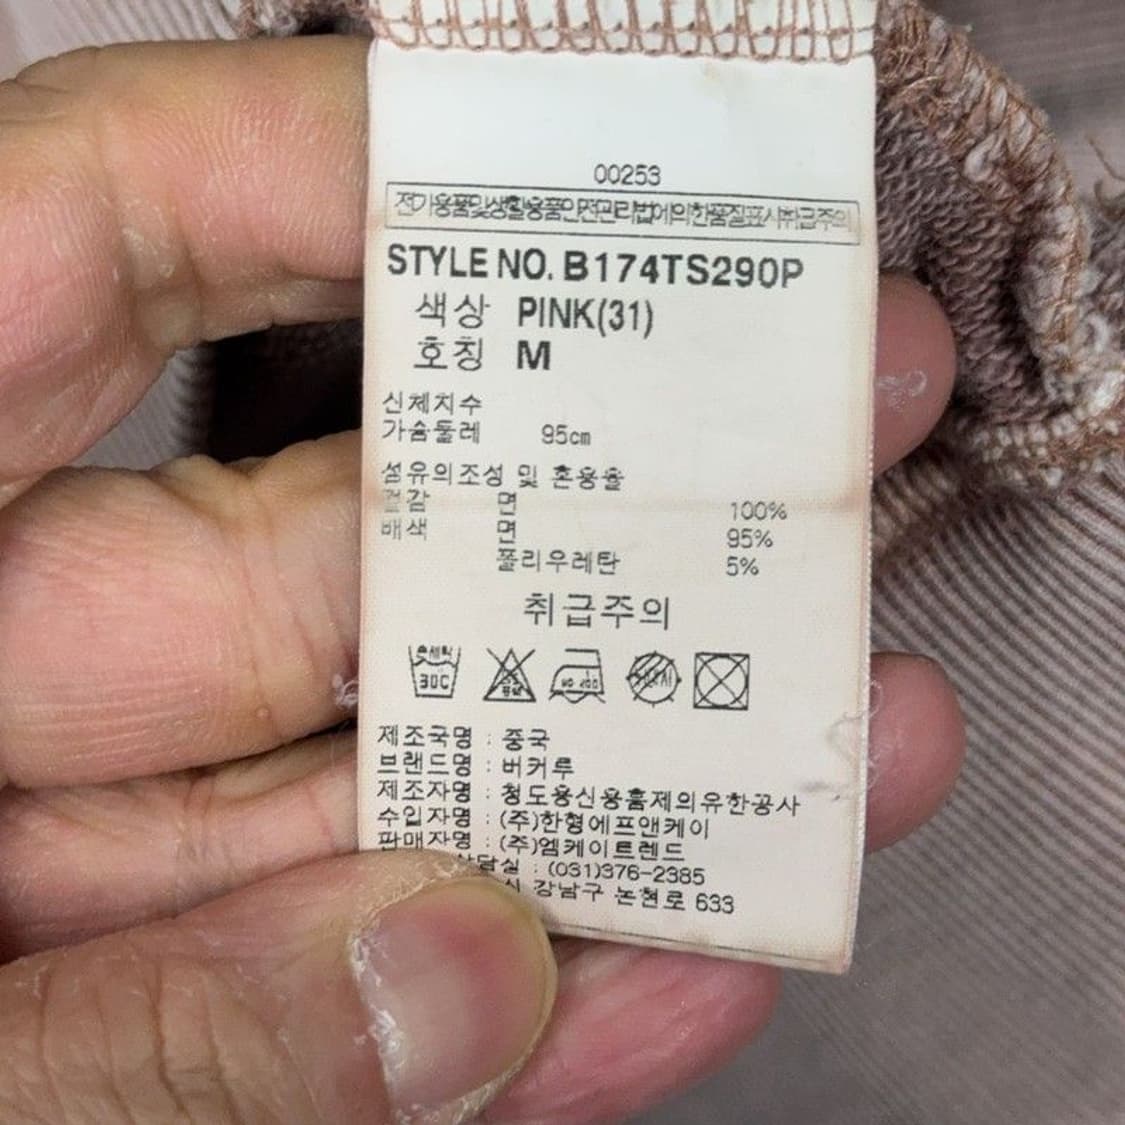 00253
전기용품및생활용품안전관리법에의한품질표시취급주의
STYLE NO. B174TS290P
색상 PINK(31)
호칭 M
신체치수
가슴둘레 95cm
섬유의조성 및 혼용율
겉감 면 100%
배색 면 95%
폴리우레탄 5%
취급주의
손세탁
30C
제조국명 : 중국
브랜드명 : 버커루
제조자명 : 청도용신용품제의유한공사
수입자명 : (주)한형에프앤케이
판매자명 : (주)엠케이트렌드
상담실 : (031)376-2385
강남구 논현로 633